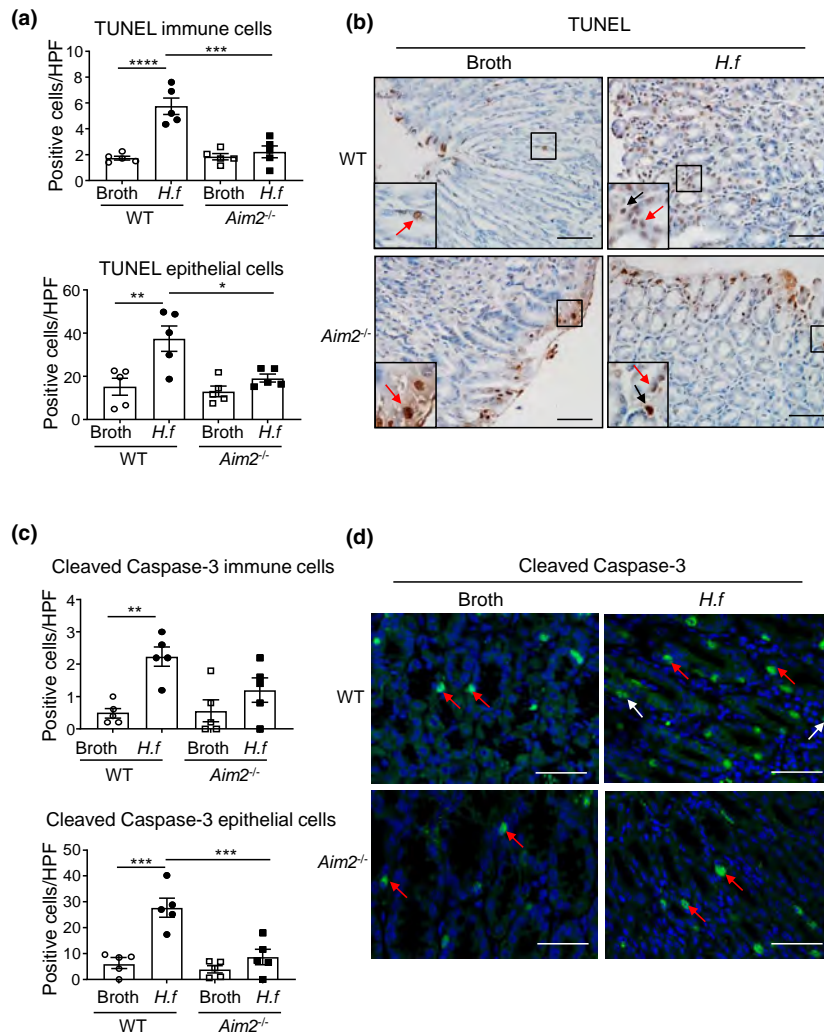 (a)
TUNEL immune cells
Positive cells/HPF
10
8
6
4
2
0
****
***
Broth H.f Broth H.f
WT Aim2-/-
TUNEL epithelial cells
Positive cells/HPF
60
40
20
0
**
*
Broth H.f Broth H.f
WT Aim2-/-
(b)
TUNEL
Broth H.f
WT
Aim2-/-
(c)
Cleaved Caspase-3 immune cells
Positive cells/HPF
4
3
2
1
0
**
Broth H.f Broth H.f
WT Aim2-/-
Cleaved Caspase-3 epithelial cells
Positive cells/HPF
50
40
30
20
10
0
***
***
Broth H.f Broth H.f
WT Aim2-/-
(d)
Cleaved Caspase-3
Broth H.f
WT
Aim2-/-